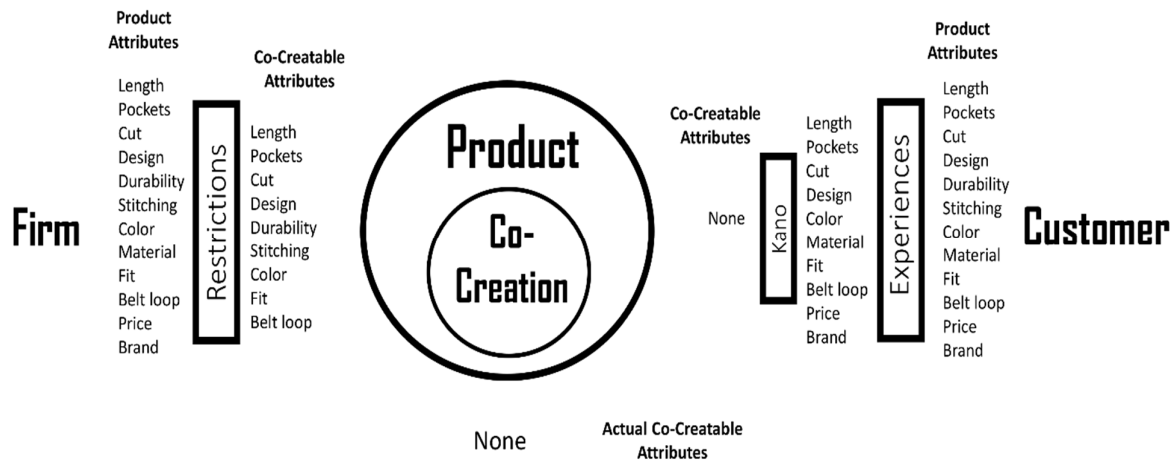 Firm
Product
Attributes
Length
Pockets
Cut
Design
Durability
Stitching
Color
Material
Fit
Belt loop
Price
Brand
Restrictions
Co-Creatable
Attributes
Length
Pockets
Cut
Design
Durability
Stitching
Color
Fit
Belt loop
Product
Co-
Creation
Co-Creatable
Attributes
None
Kano
Length
Pockets
Cut
Design
Color
Material
Fit
Belt loop
Price
Brand
Experiences
Product
Attributes
Length
Pockets
Cut
Design
Durability
Stitching
Color
Material
Fit
Belt loop
Price
Brand
Customer
None
Actual Co-Creatable
Attributes